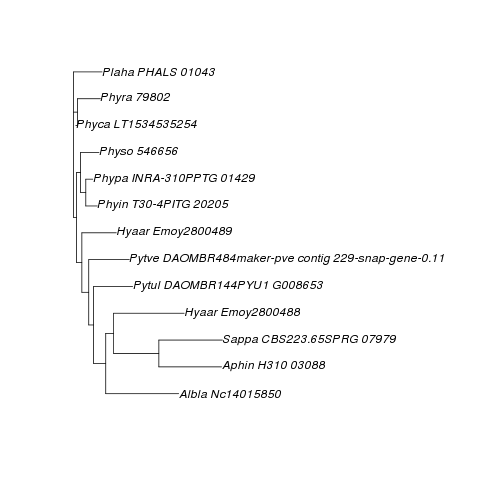 Plaha PHALS 01043
Phyra 79802
Phyca LT1534535254
Physo 546656
Phypa INRA-310PPTG 01429
Phyin T30-4PITG 20205
Hyaar Emoy2800489
Pytve DAOMBR484maker-pve contig 229-snap-gene-0.11
Pytul DAOMBR144PYU1 G008653
Hyaar Emoy2800488
Sappa CBS223.65SPRG 07979
Aphin H310 03088
Albla Nc14015850